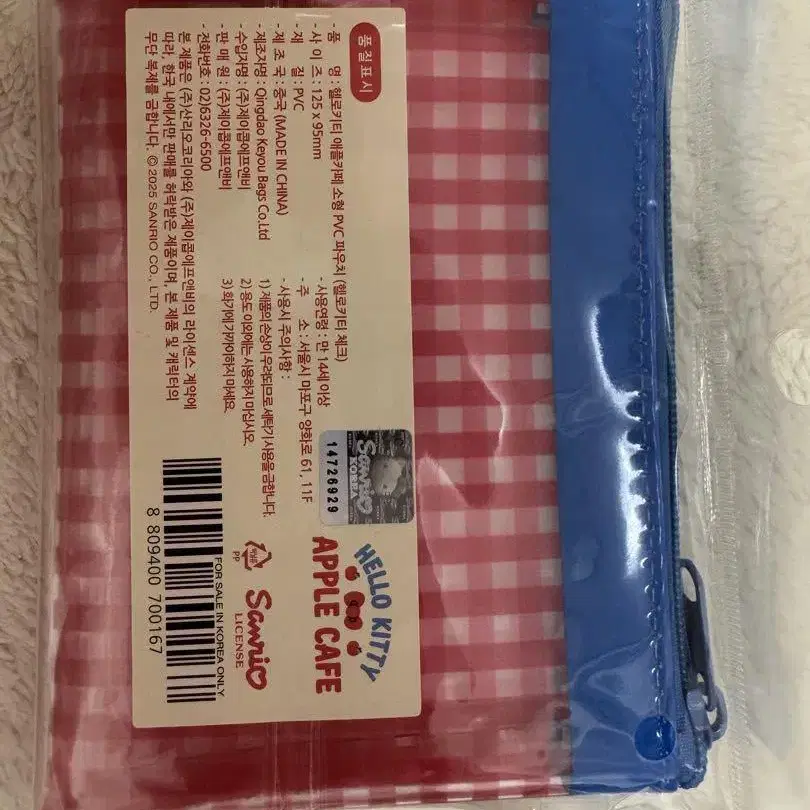 품질표시
· 품 명 : 헬로키티 애플카페 소형 PVC 파우치 (헬로키티 체크)
· 사 이 즈 : 125 x 95mm
· 재 질 : PVC
· 제 조 국 : 중국 (MADE IN CHINA)
· 제조자명 : Qingdao Keyou Bags Co.,Ltd
· 수입자명 : (주)제이콥에프앤비
· 판 매 원 : (주)제이콥에프앤비
· 전화번호 : 02)6326-6500
· 사용연령 : 만 14세 이상
· 주 소 : 서울시 마포구 양화로 61, 11F
· 사용시 주의사항 :
1) 제품의 손상이 우려되므로 세탁기 사용을 금합니다.
2) 용도 이외에는 사용하지 마십시오.
3) 화기에 가까이하지 마세요.
본 제품은 (주)산리오코리아와 (주)제이콥에프앤비의 라이센스 계약에
따라, 한국 내에서만 판매를 허락받은 제품이며, 본 제품 및 캐릭터의
무단 복제를 금합니다. © 2025 SANRIO CO., LTD.
Sanrio
KOREA
14726929
HELLO KITTY
APPLE CAFE
PP
Sanrio
LICENSE
FOR SALE IN KOREA ONLY
8 809400 700167